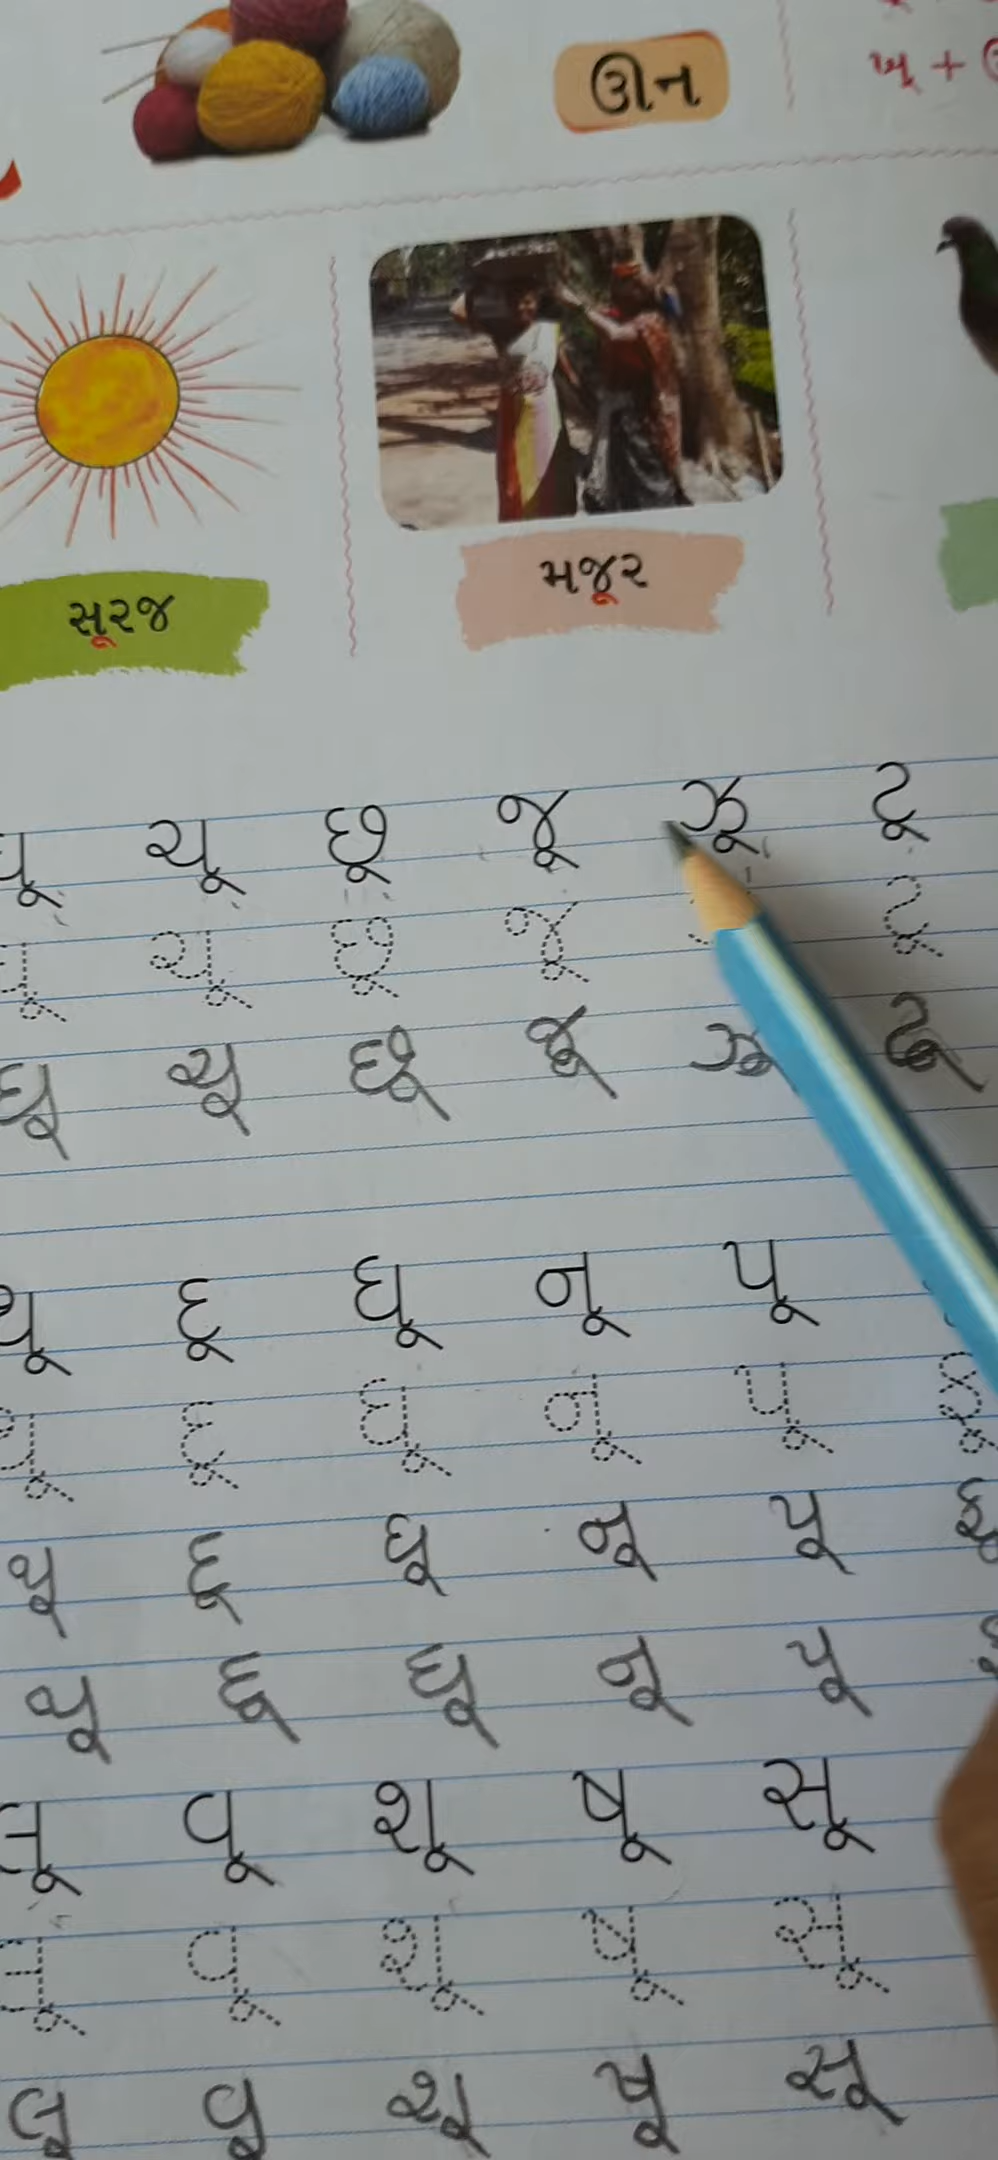 ઊન
ખ્ +
સૂરજ મજૂર
ઘૂ ચૂ છૂ જૂ ઝૂ ટૂ
ઘૂ ચૂ છૂ જૂ ટૂ
ઘૂ ચૂ છૂ જૂ ઝૂ ટૂ
થૂ દૂ ધૂ નૂ પૂ
થૂ દૂ ધૂ નૂ પૂ ફૂ
થૂ દૂ ધૂ નૂ પૂ ફૂ
થૂ દૂ ધૂ નૂ પૂ
લૂ વૂ શૂ ષૂ સૂ
લૂ વૂ શૂ ષૂ સૂ
લૂ વૂ શૂ ષૂ સૂ